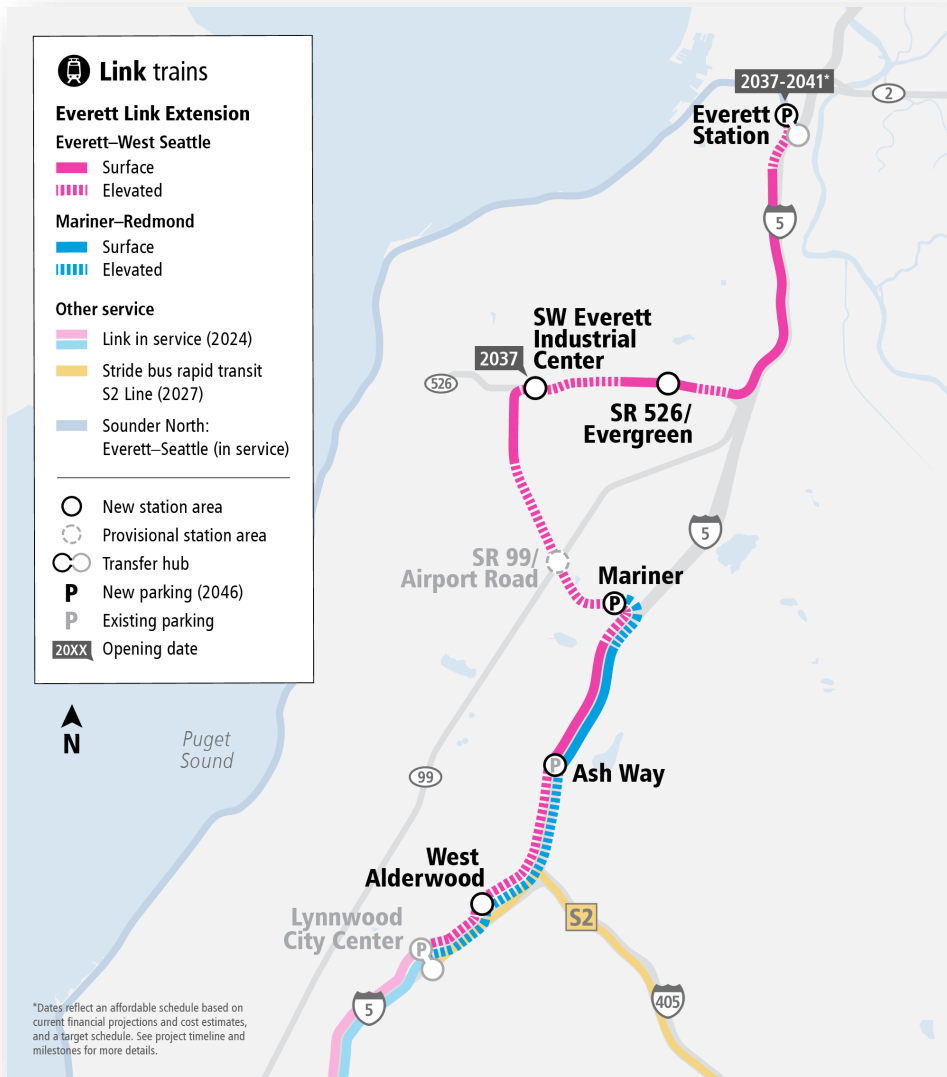 Link trains
Everett Link Extension
Everett–West Seattle
Surface
Elevated
Mariner–Redmond
Surface
Elevated
Other service
Link in service (2024)
Stride bus rapid transit
S2 Line (2027)
Sounder North:
Everett–Seattle (in service)
New station area
Provisional station area
Transfer hub
P New parking (2046)
P Existing parking
20XX Opening date
N
2037-2041*
2
Everett
Station
P
5
SW Everett
Industrial
Center
2037
526
SR 526/
Evergreen
5
SR 99/
Airport Road
Mariner
P
Puget
Sound
P
Ash Way
99
West
Alderwood
S2
Lynnwood
City Center
P
5
405
*Dates reflect an affordable schedule based on
current financial projections and cost estimates,
and a target schedule. See project timeline and
milestones for more details.